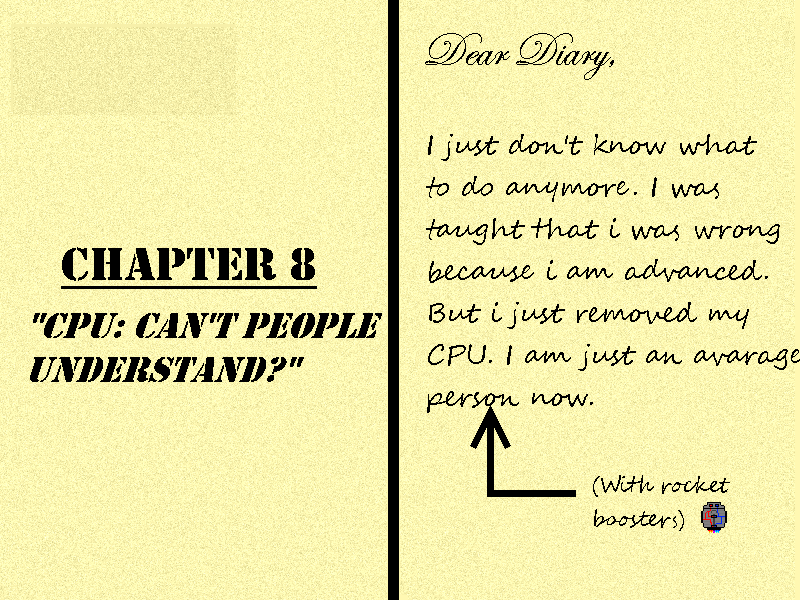 CHAPTER 8
"CPU: CAN'T PEOPLE
UNDERSTAND?"
Dear Diary,
I just don't know what
to do anymore. I was
taught that i was wrong
because i am advanced.
But i just removed my
CPU. I am just an avarage
person now.
(With rocket
boosters)